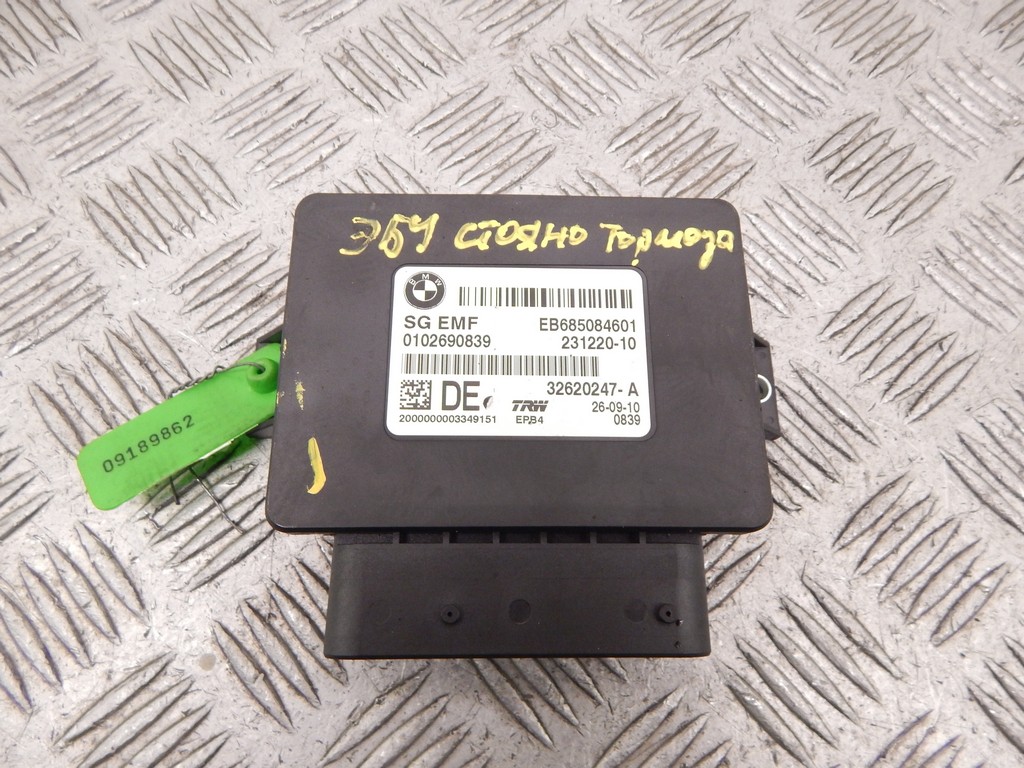 ЭБУ стояно тормоза
BMW
SG EMF EB685084601
0102690839 231220-10
32620247-A
DE TRW 26-09-10
2000000003349151 EPB4 0839
09189862